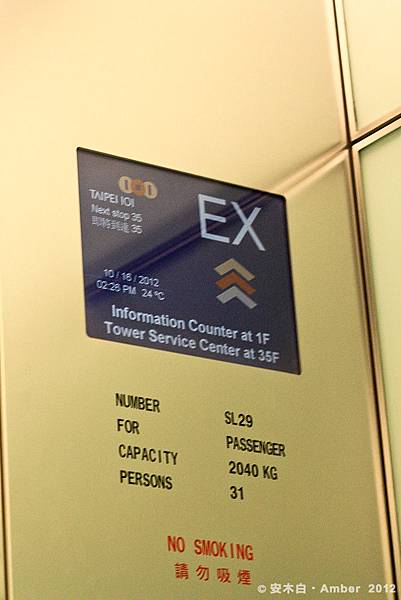 TAIPEI 101
Next stop 35
即將到達 35
EX
10 / 16 / 2012
02:26 PM 24 ºC
Information Counter at 1F
Tower Service Center at 35F
NUMBER SL29
FOR PASSENGER
CAPACITY 2040 KG
PERSONS 31
NO SMOKING
請勿吸煙
© 安木白・Amber 2012